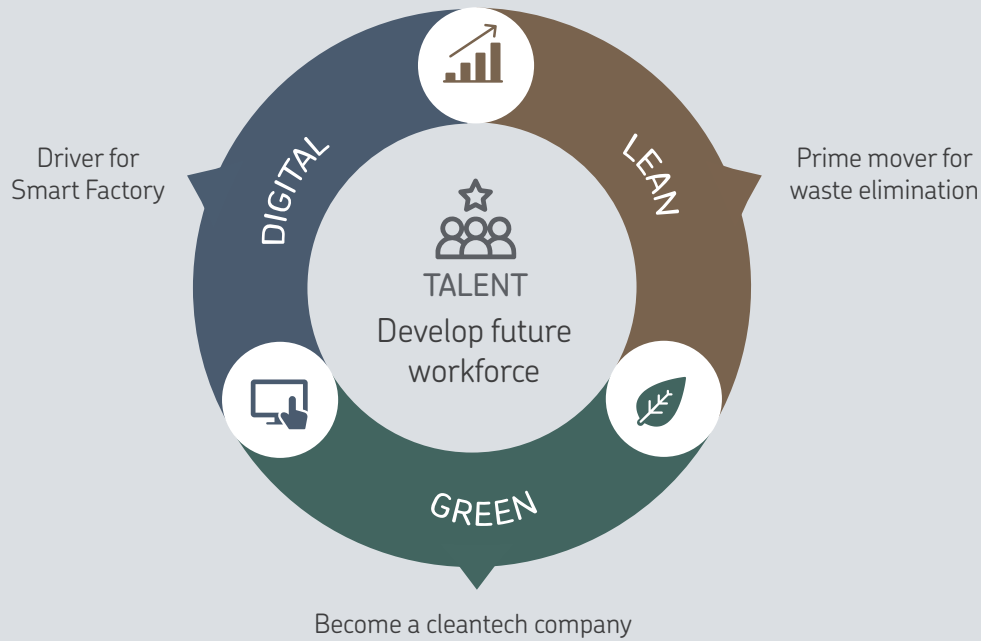 DIGITAL
LEAN
Driver for
Smart Factory
Prime mover for
waste elimination
TALENT
Develop future
workforce
GREEN
Become a cleantech company